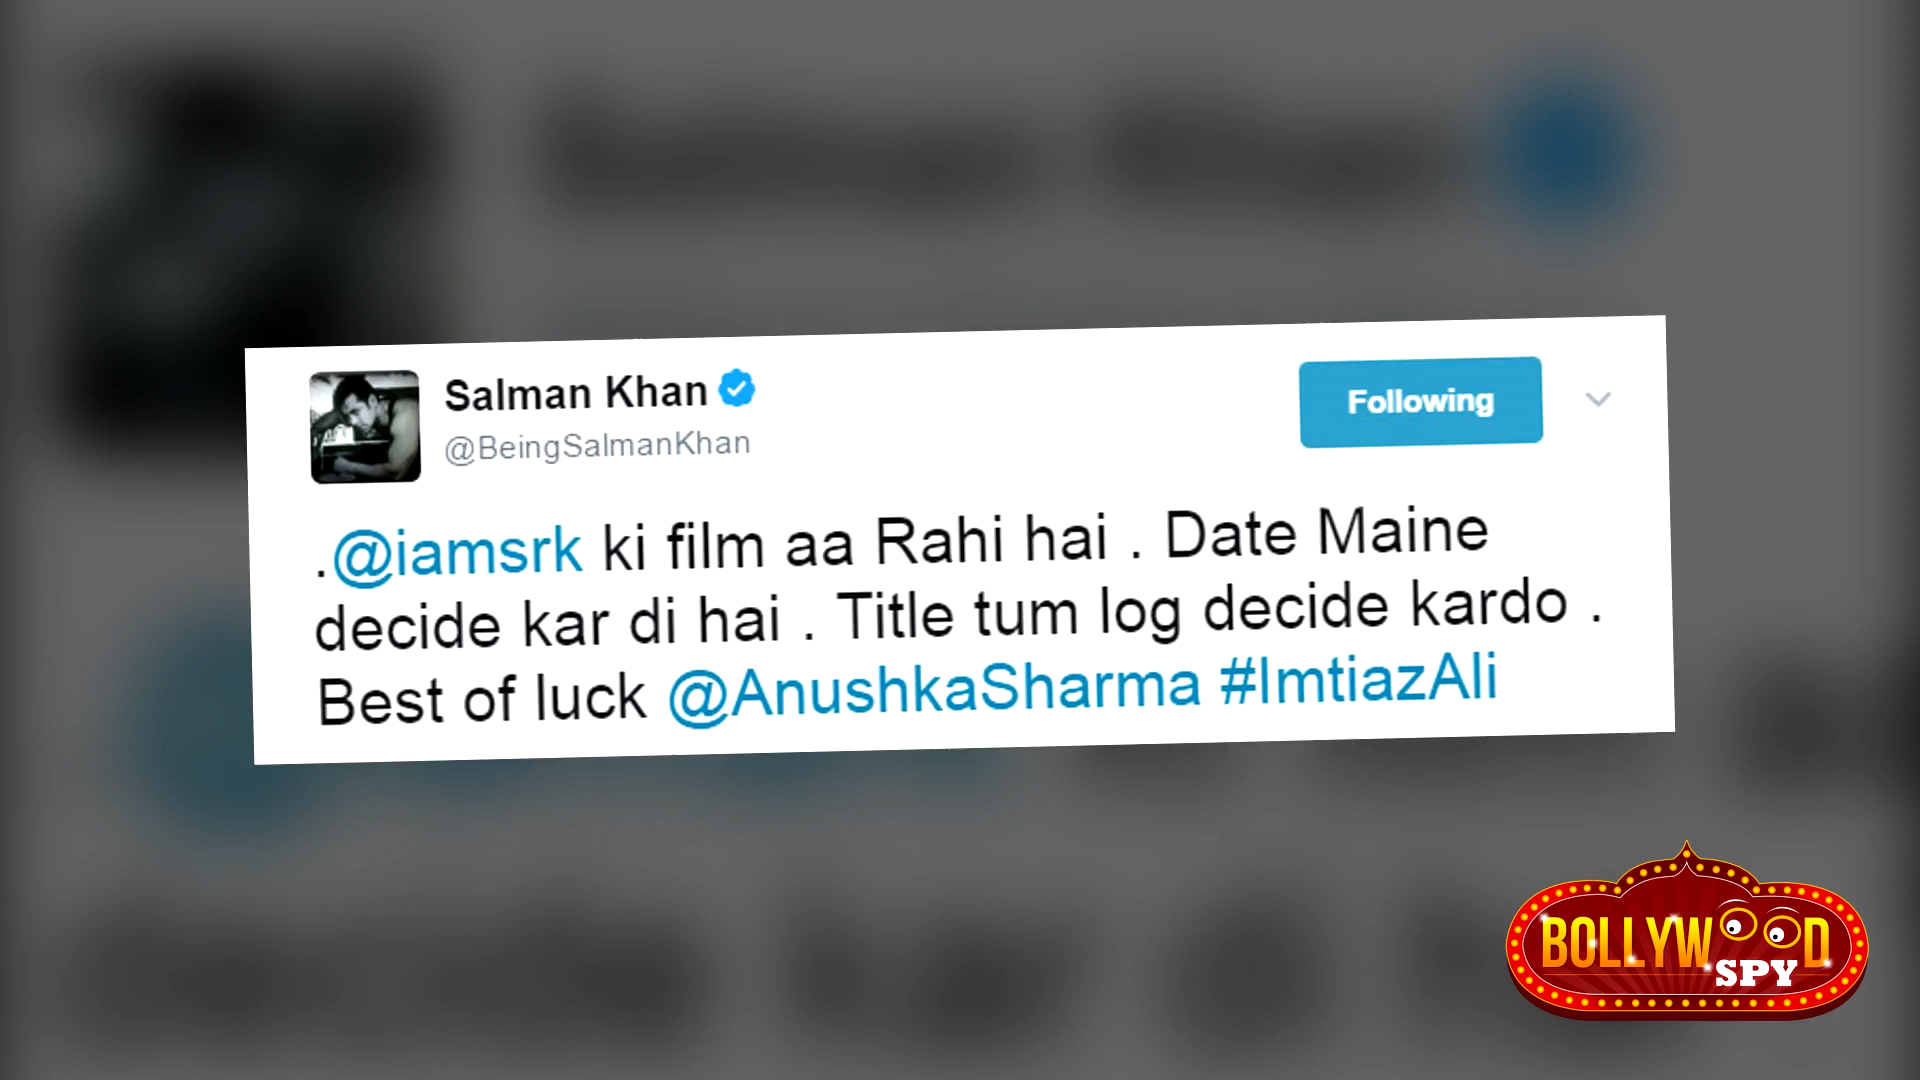 Salman Khan
@BeingSalmanKhan
Following
.@iamsrk ki film aa Rahi hai . Date Maine
decide kar di hai . Title tum log decide kardo .
Best of luck @AnushkaSharma #ImtiazAli
BOLLYWOOD
SPY